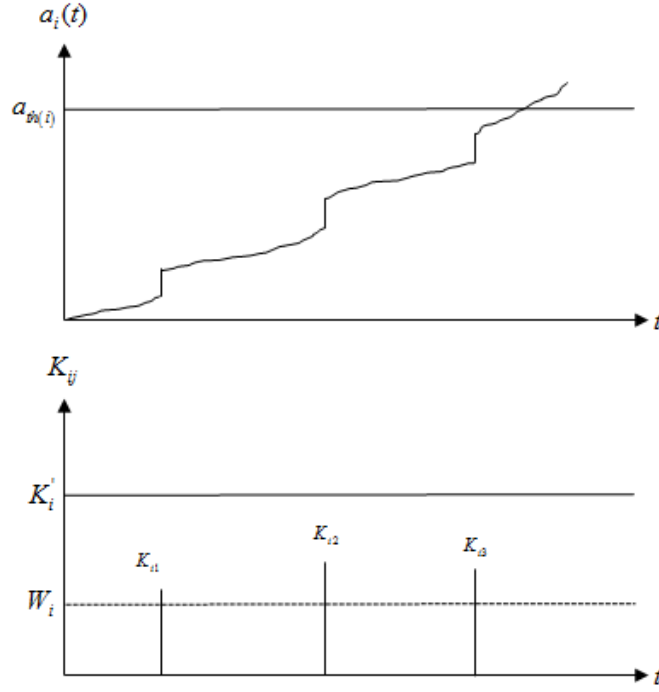 a_i(t)
a_th(i)
t
K_ij
K_i'
K_i1
K_i2
K_i3
W_i
t